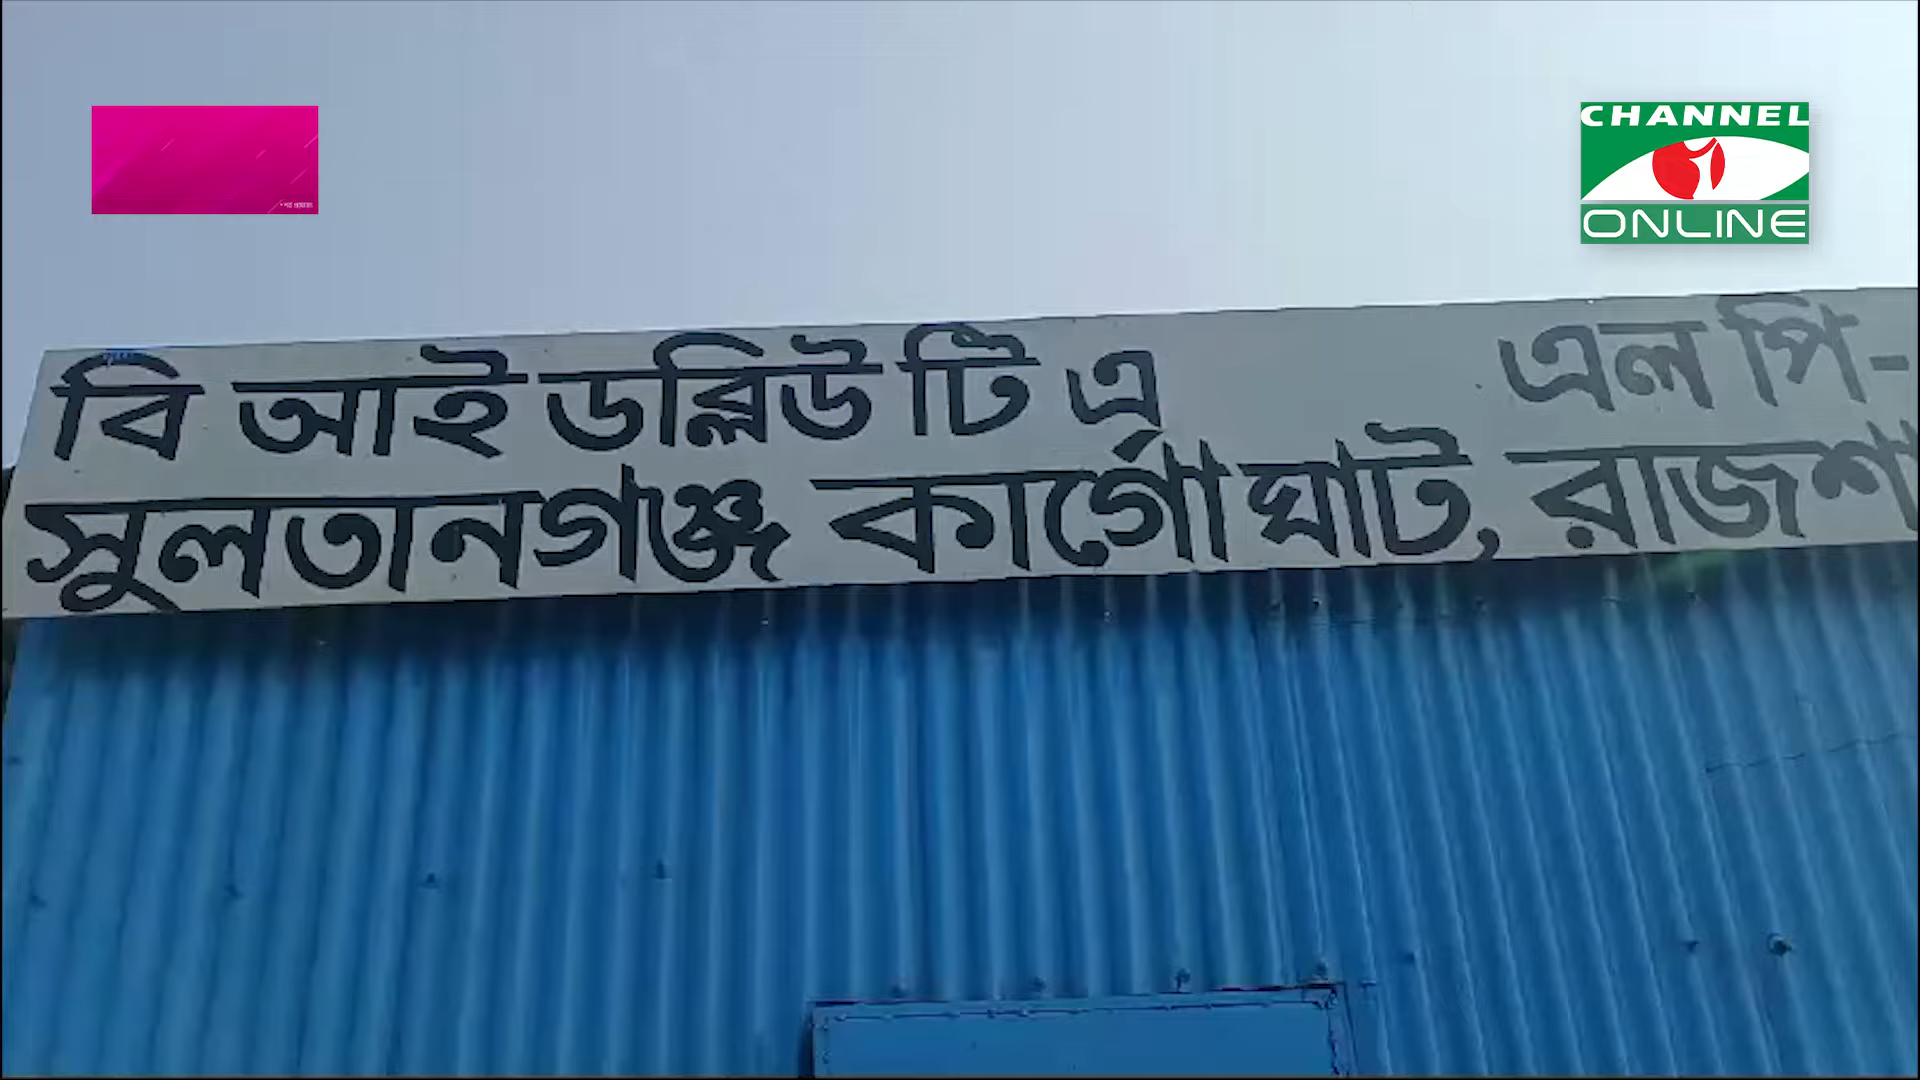 CHANNEL
ONLINE
বি আই ডব্লিউ টি এ এল পি-
সুলতানগঞ্জ কার্গো ঘাট, রাজশা